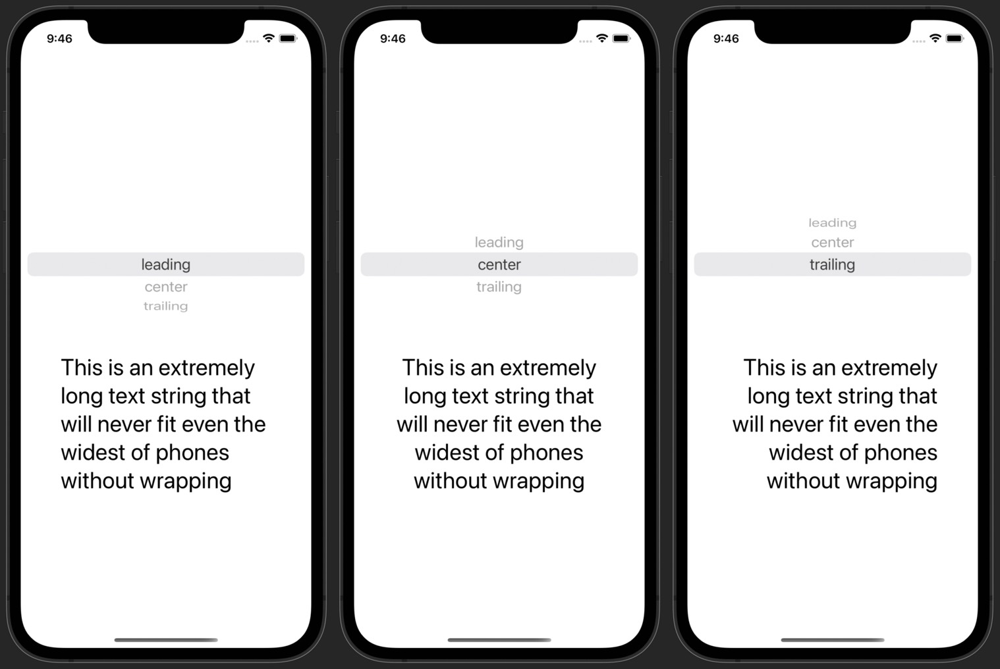 9:46
leading
center
trailing
This is an extremely
long text string that
will never fit even the
widest of phones
without wrapping
9:46
leading
center
trailing
This is an extremely
long text string that
will never fit even the
widest of phones
without wrapping
9:46
leading
center
trailing
This is an extremely
long text string that
will never fit even the
widest of phones
without wrapping